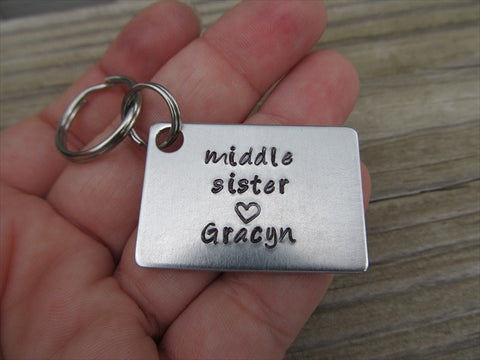 middle
sister
♡
Gracyn